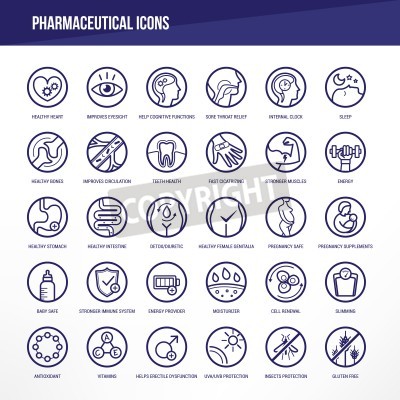 PHARMACEUTICAL ICONS
HEALTHY HEART
IMPROVES EYESIGHT
HELP COGNITIVE FUNCTIONS
SORE THROAT RELIEF
INTERNAL CLOCK
SLEEP
HEALTHY BONES
IMPROVES CIRCULATION
TEETH HEALTH
FAST CICATRIZING
STRONGER MUSCLES
ENERGY
COPYRIGHT
HEALTHY STOMACH
HEALTHY INTESTINE
DETOX/DIURETIC
HEALTHY FEMALE GENITALIA
PREGNANCY SAFE
PREGNANCY SUPPLEMENTS
BABY SAFE
STRONGER IMMUNE SYSTEM
ENERGY PROVIDER
MOISTURIZER
CELL RENEWAL
SLIMMING
A
C E
ANTIOXIDANT
VITAMINS
HELPS ERECTILE DYSFUNCTION
UVA/UVB PROTECTION
INSECTS PROTECTION
GLUTEN FREE